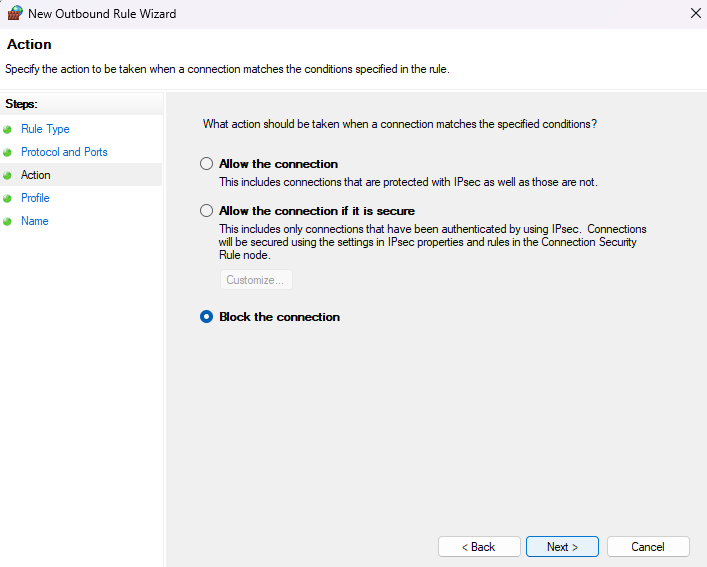 New Outbound Rule Wizard
Action
Specify the action to be taken when a connection matches the conditions specified in the rule.
Steps:
Rule Type
Protocol and Ports
Action
Profile
Name
What action should be taken when a connection matches the specified conditions?
Allow the connection
This includes connections that are protected with IPsec as well as those are not.
Allow the connection if it is secure
This includes only connections that have been authenticated by using IPsec. Connections
will be secured using the settings in IPsec properties and rules in the Connection Security
Rule node.
Customize...
Block the connection
< Back
Next >
Cancel